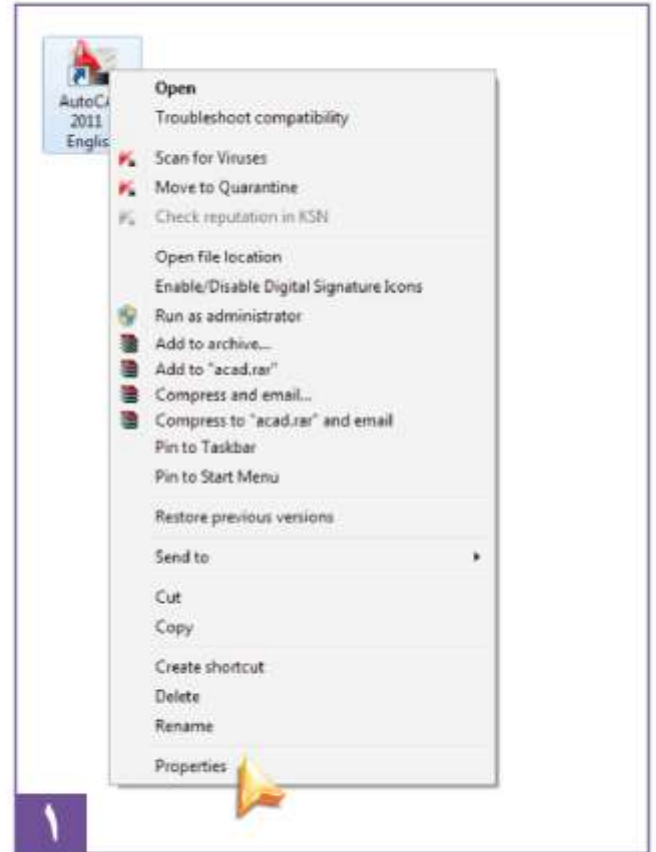 AutoCA
2011
Englis
Open
Troubleshoot compatibility
Scan for Viruses
Move to Quarantine
Check reputation in KSN
Open file location
Enable/Disable Digital Signature Icons
Run as administrator
Add to archive...
Add to "acad.rar"
Compress and email...
Compress to "acad.rar" and email
Pin to Taskbar
Pin to Start Menu
Restore previous versions
Send to
Cut
Copy
Create shortcut
Delete
Rename
Properties
۱